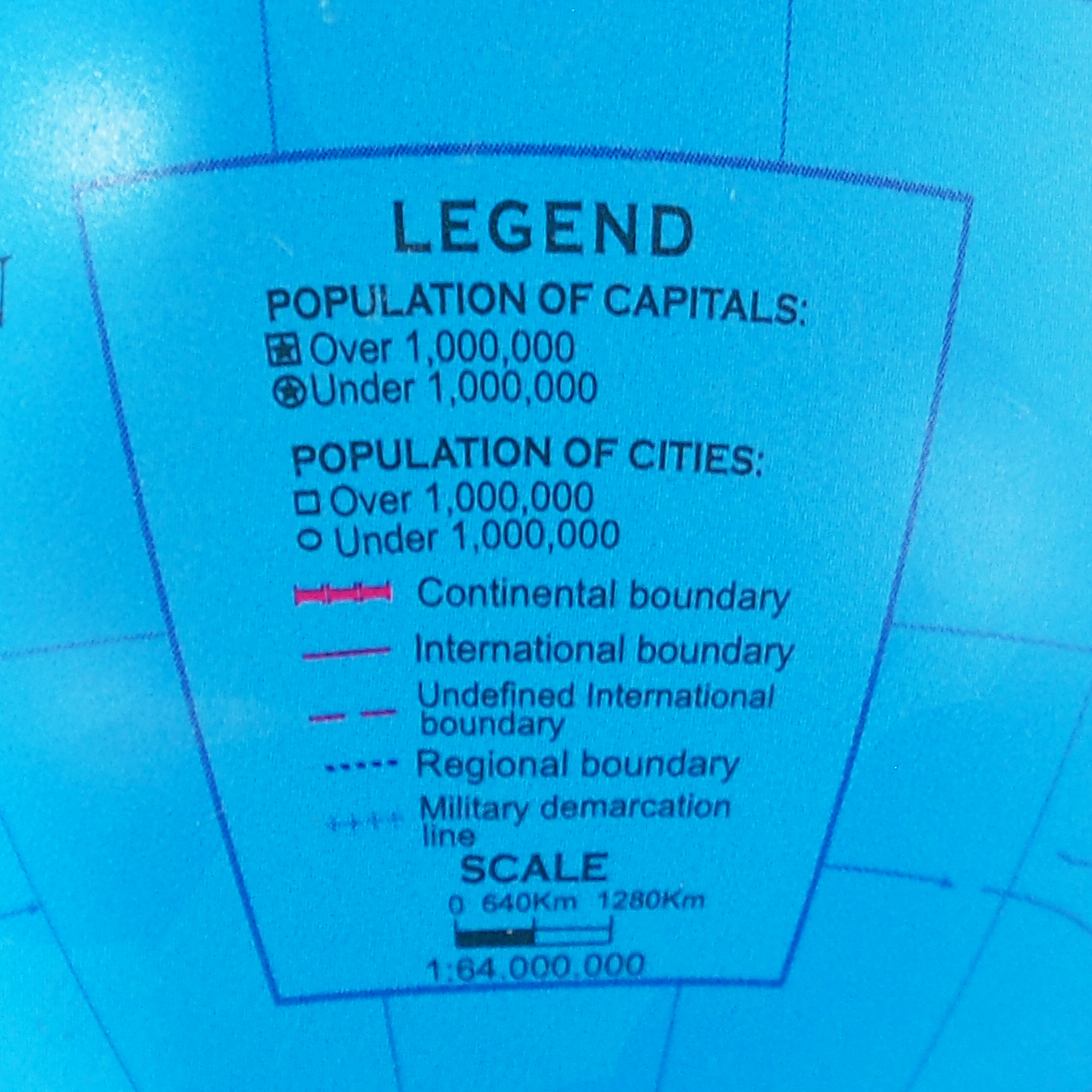 LEGEND
POPULATION OF CAPITALS:
Over 1,000,000
Under 1,000,000
POPULATION OF CITIES:
Over 1,000,000
Under 1,000,000
Continental boundary
International boundary
Undefined International
boundary
Regional boundary
Military demarcation
line
SCALE
0 640Km 1280Km
1:64.000.000